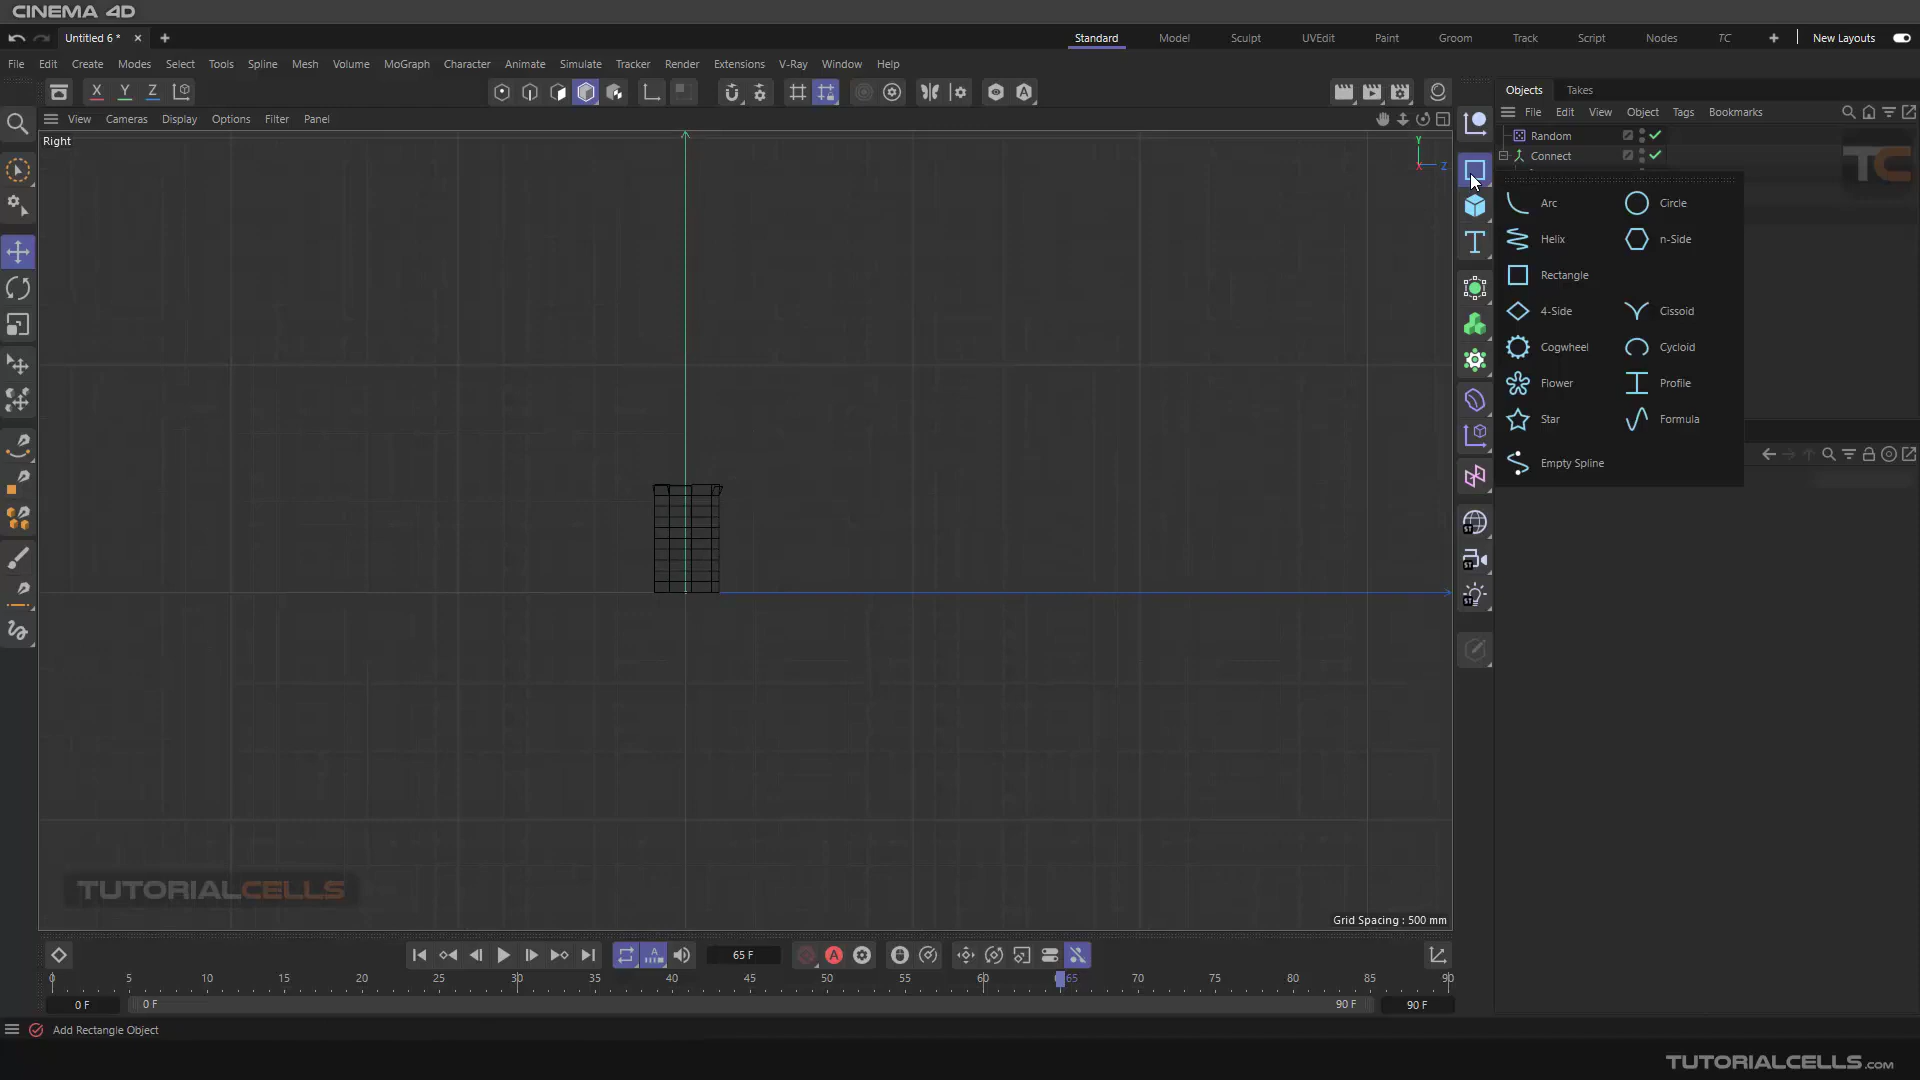 CINEMA 4D
Untitled 6 *
Standard
Model
Sculpt
UVEdit
Paint
Groom
Track
Script
Nodes
TC
New Layouts
File
Edit
Create
Modes
Select
Tools
Spline
Mesh
Volume
MoGraph
Character
Animate
Simulate
Tracker
Render
Extensions
V-Ray
Window
Help
X
Y
Z
Objects
Takes
View
Cameras
Display
Options
Filter
Panel
File
Edit
View
Object
Tags
Bookmarks
Right
Y
X
Z
Random
Connect
TC
Arc
Circle
Helix
n-Side
Rectangle
4-Side
Cissoid
Cogwheel
Cycloid
Flower
Profile
Star
Formula
Empty Spline
ST
ST
ST
TUTORIALCELLS
Grid Spacing : 500 mm
65 F
0
5
10
15
20
25
30
35
40
45
50
55
60
65
70
75
80
85
90
0 F
0 F
90 F
90 F
Add Rectangle Object
TUTORIALCELLS.COM